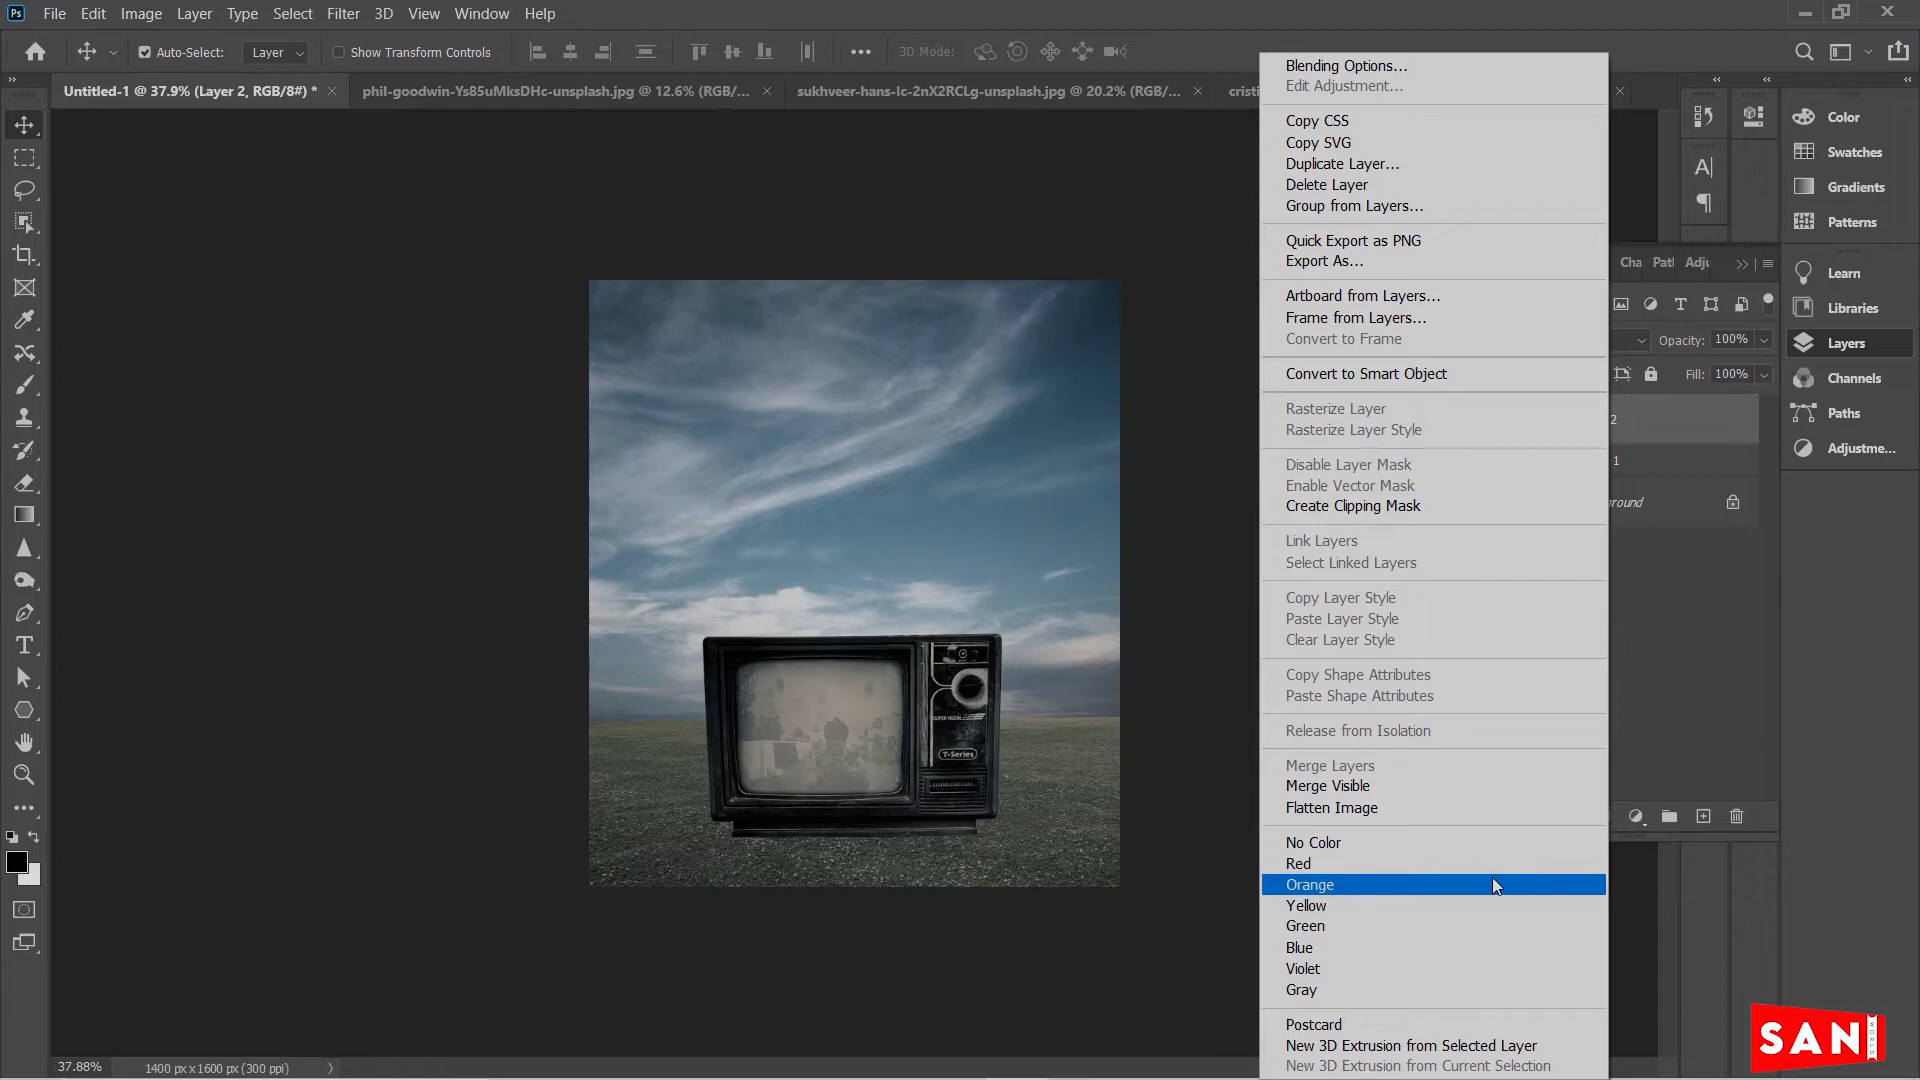 Ps File Edit Image Layer Type Select Filter 3D View Window Help
Auto-Select: Layer Show Transform Controls 3D Mode:
Untitled-1 @ 37.9% (Layer 2, RGB/8#) * phil-goodwin-Ys85uMksDHc-unsplash.jpg @ 12.6% (RGB/... sukhveer-hans-Ic-2nX2RCLg-unsplash.jpg @ 20.2% (RGB/... cristi
Blending Options...
Edit Adjustment...
Copy CSS
Copy SVG
Duplicate Layer...
Delete Layer
Group from Layers...
Quick Export as PNG
Export As...
Artboard from Layers...
Frame from Layers...
Convert to Frame
Convert to Smart Object
Rasterize Layer
Rasterize Layer Style
Disable Layer Mask
Enable Vector Mask
Create Clipping Mask
Link Layers
Select Linked Layers
Copy Layer Style
Paste Layer Style
Clear Layer Style
Copy Shape Attributes
Paste Shape Attributes
Release from Isolation
Merge Layers
Merge Visible
Flatten Image
No Color
Red
Orange
Yellow
Green
Blue
Violet
Gray
Postcard
New 3D Extrusion from Selected Layer
New 3D Extrusion from Current Selection
Cha Path Adju
Opacity: 100%
Fill: 100%
2
1
round
Color
Swatches
Gradients
Patterns
Learn
Libraries
Layers
Channels
Paths
Adjustme...
SUPER-VISION
T-Series
37.88% 1400 px x 1600 px (300 ppi)
SANI
WORLD